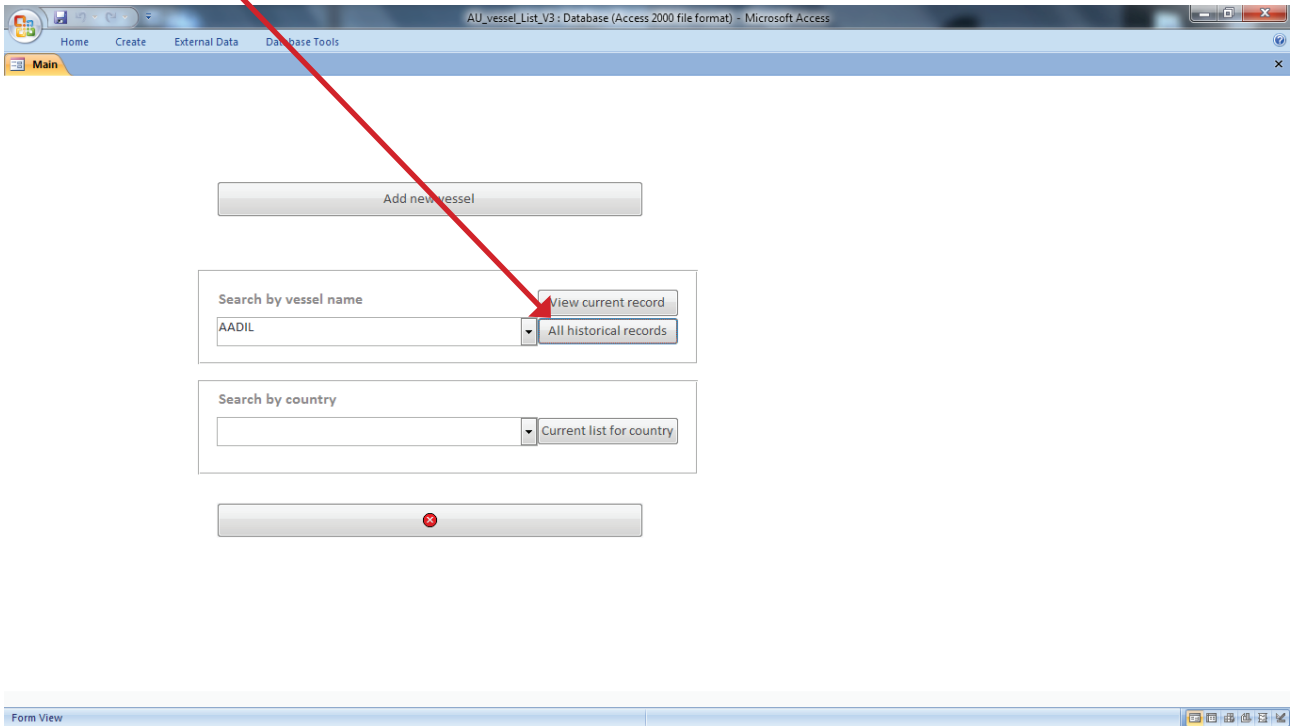 AU_vessel_List_V3 : Database (Access 2000 file format) - Microsoft Access
Home Create External Data Database Tools
Main
Add new vessel
Search by vessel name
View current record
AADIL
All historical records
Search by country
Current list for country
Form View